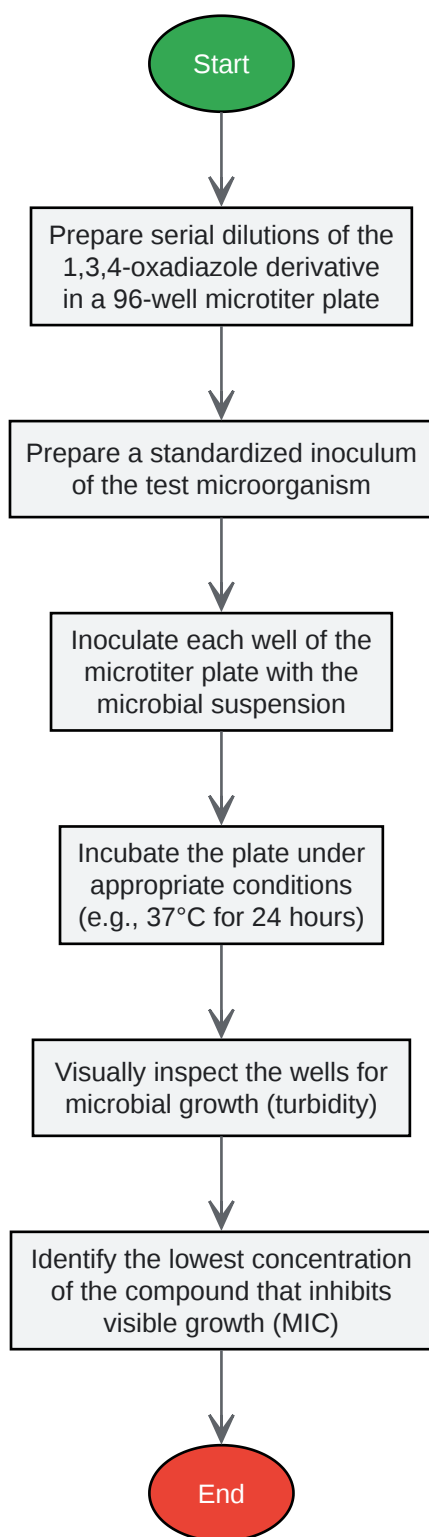 Start
Prepare serial dilutions of the
1,3,4-oxadiazole derivative
in a 96-well microtiter plate
Prepare a standardized inoculum
of the test microorganism
Inoculate each well of the
microtiter plate with the
microbial suspension
Incubate the plate under
appropriate conditions
(e.g., 37°C for 24 hours)
Visually inspect the wells for
microbial growth (turbidity)
Identify the lowest concentration
of the compound that inhibits
visible growth (MIC)
End